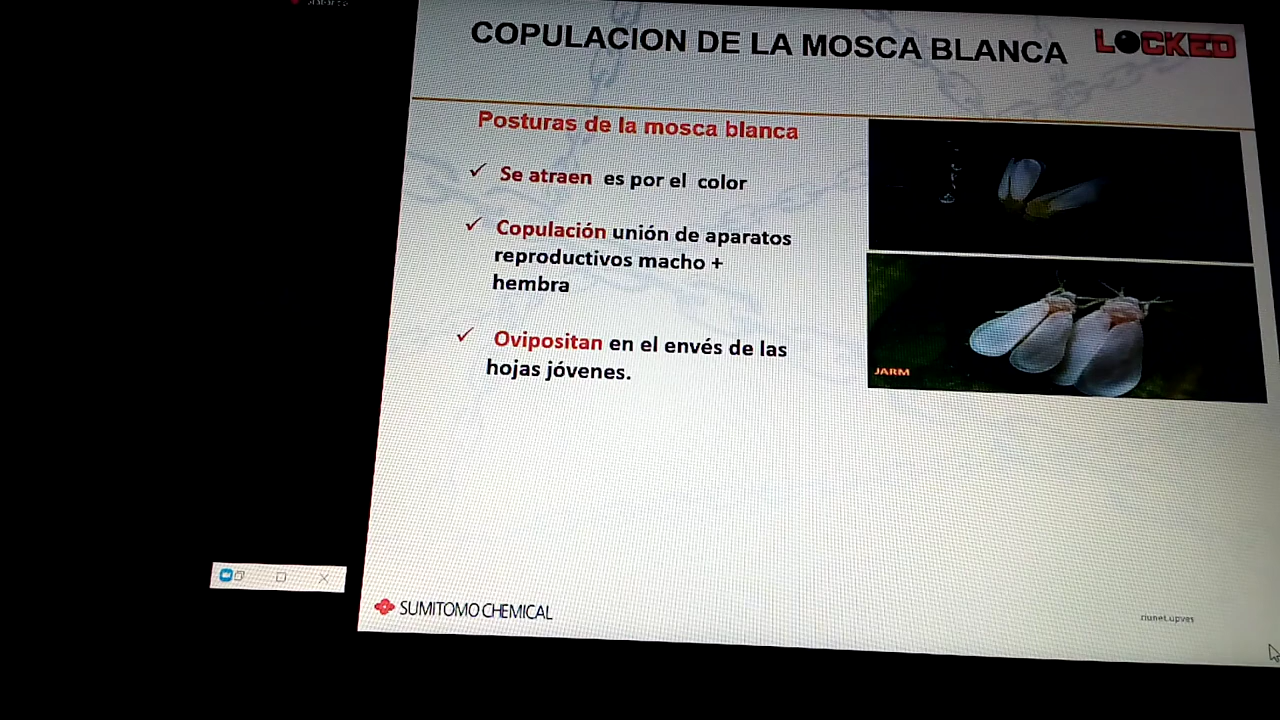 COPULACION DE LA MOSCA BLANCA
LOCKED
Posturas de la mosca blanca
✓ Se atraen es por el color
✓ Copulación unión de aparatos
reproductivos macho +
hembra
✓ Ovipositan en el envés de las
hojas jóvenes.
JARM
SUMITOMO CHEMICAL